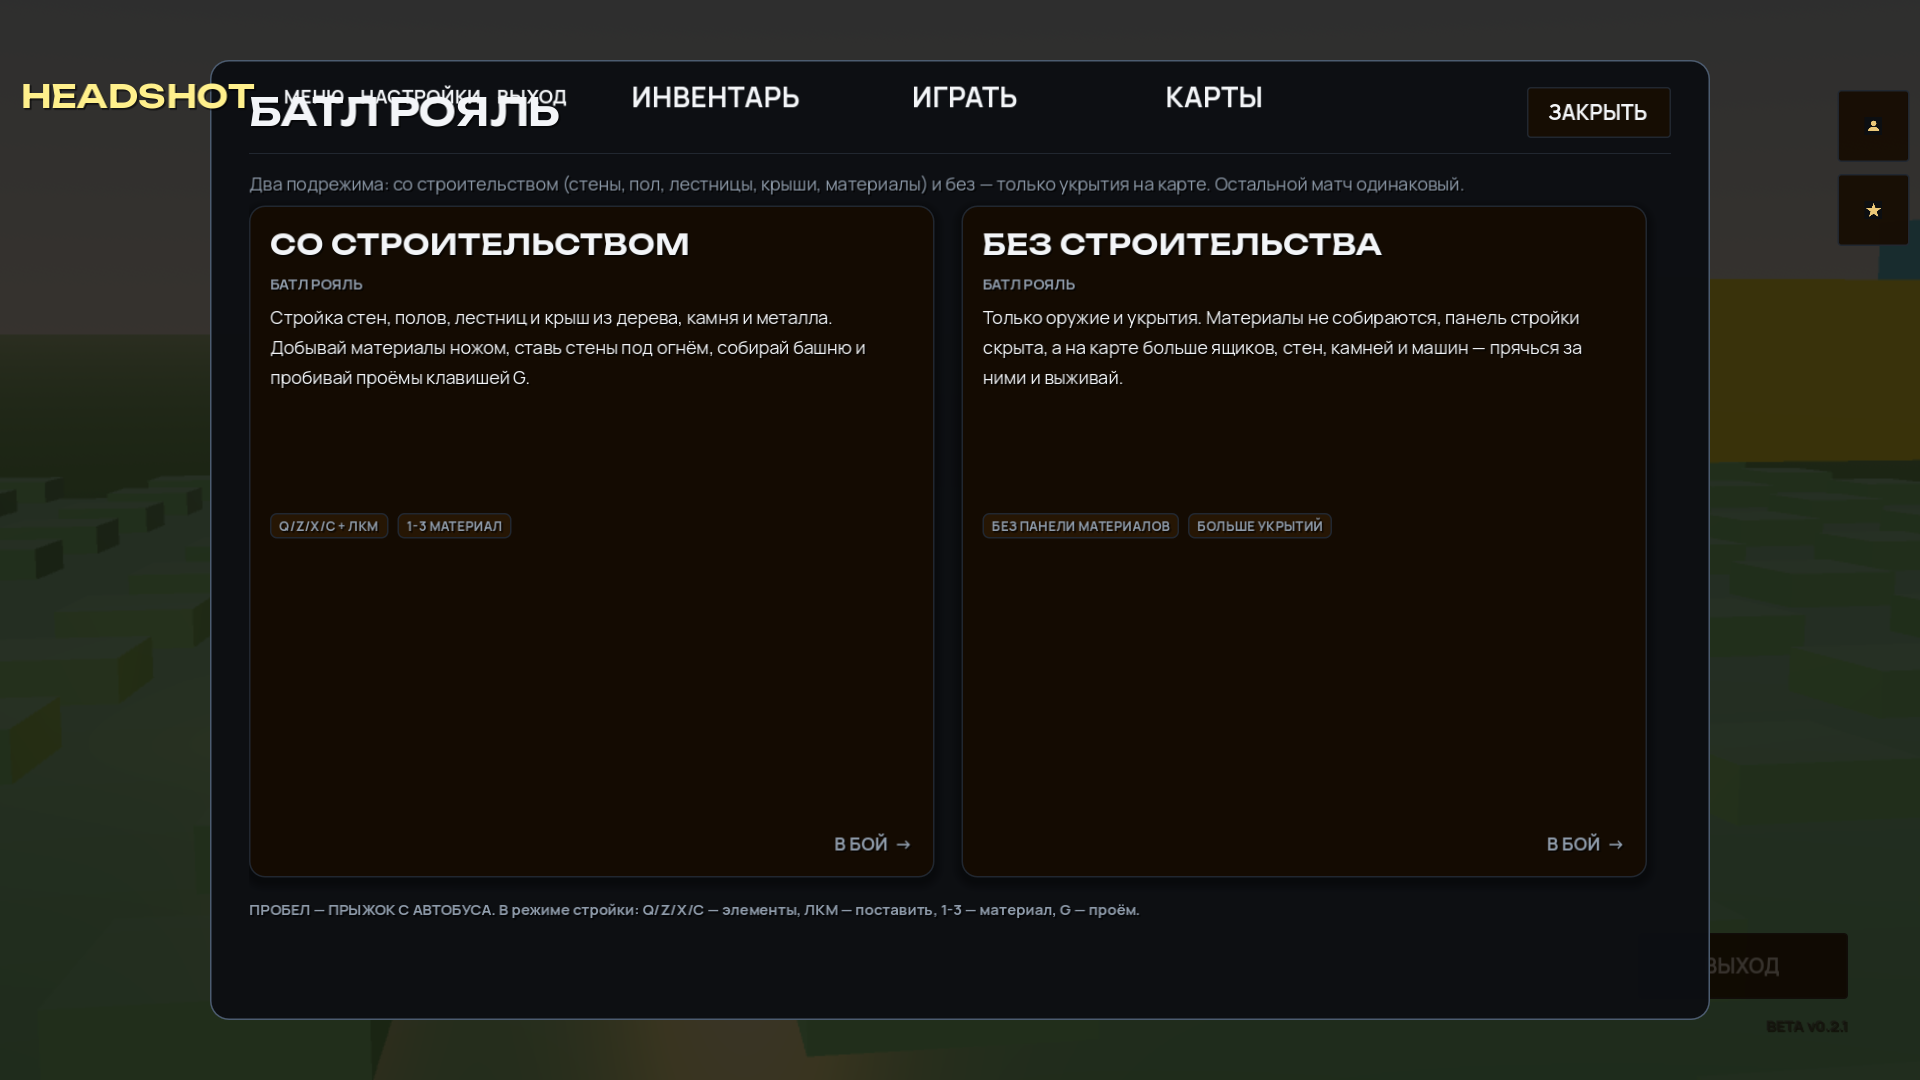 HEADSHOT
МЕНЮ НАСТРОЙКИ ВЫХОД
ИНВЕНТАРЬ
ИГРАТЬ
КАРТЫ
БАТЛ РОЯЛЬ
ЗАКРЫТЬ
Два подрежима: со строительством (стены, пол, лестницы, крыши, материалы) и без — только укрытия на карте. Остальной матч одинаковый.
СО СТРОИТЕЛЬСТВОМ
БАТЛ РОЯЛЬ
Стройка стен, полов, лестниц и крыш из дерева, камня и металла.
Добывай материалы ножом, ставь стены под огнём, собирай башню и
пробивай проёмы клавишей G.
Q/Z/X/C + ЛКМ
1-3 МАТЕРИАЛ
В БОЙ →
БЕЗ СТРОИТЕЛЬСТВА
БАТЛ РОЯЛЬ
Только оружие и укрытия. Материалы не собираются, панель стройки
скрыта, а на карте больше ящиков, стен, камней и машин — прячься за
ними и выживай.
БЕЗ ПАНЕЛИ МАТЕРИАЛОВ
БОЛЬШЕ УКРЫТИЙ
В БОЙ →
ПРОБЕЛ — ПРЫЖОК С АВТОБУСА. В режиме стройки: Q/Z/X/C — элементы, ЛКМ — поставить, 1-3 — материал, G — проём.
ВЫХОД
BETA v0.2.1